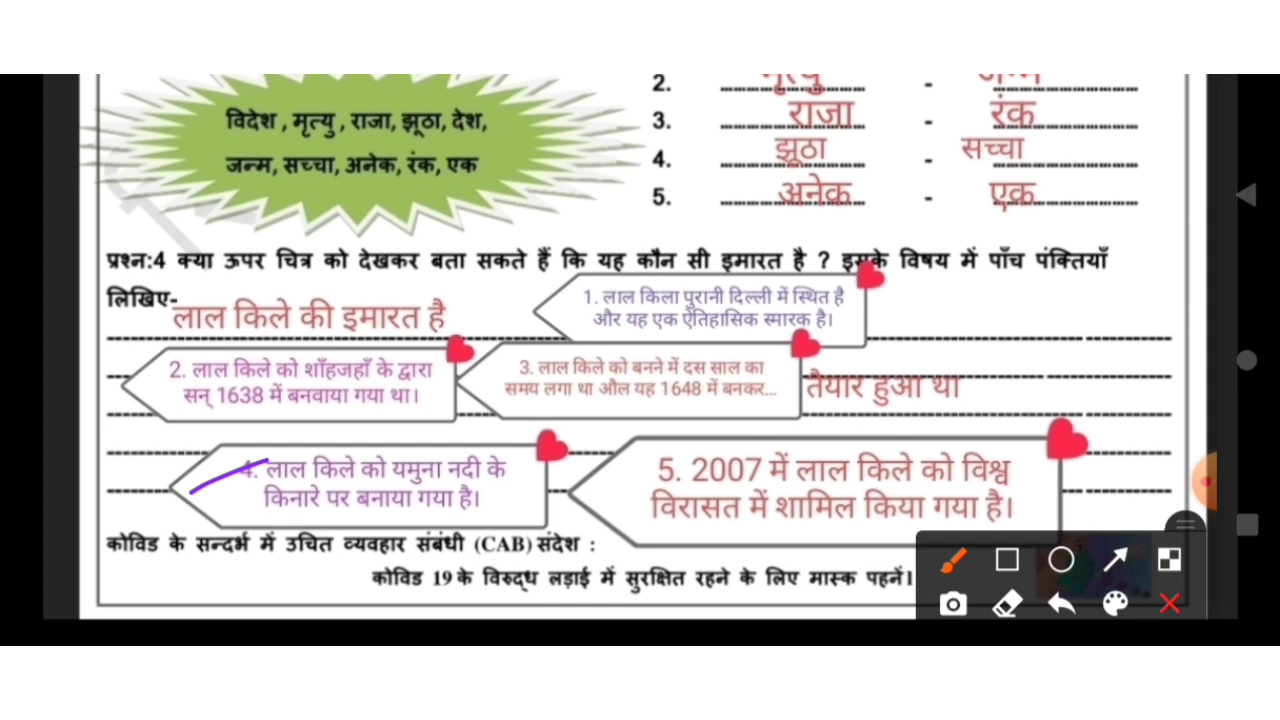 2. मृत्यु - जन्म
विदेश , मृत्यु , राजा, झूठा, देश,
3. राजा - रंक
जन्म, सच्चा, अनेक, रंक, एक
4. झूठा - सच्चा
5. अनेक - एक
प्रश्न:4 क्या ऊपर चित्र को देखकर बता सकते हैं कि यह कौन सी इमारत है ? इसके विषय में पाँच पंक्तियाँ
लिखिए-
लाल किले की इमारत है
1. लाल किला पुरानी दिल्ली में स्थित है
और यह एक ऐतिहासिक स्मारक है।
2. लाल किले को शाँहजहाँ के द्वारा
सन् 1638 में बनवाया गया था।
3. लाल किले को बनने में दस साल का
समय लगा था औल यह 1648 में बनकर...
तैयार हुआ था
4. लाल किले को यमुना नदी के
किनारे पर बनाया गया है।
5. 2007 में लाल किले को विश्व
विरासत में शामिल किया गया है।
कोविड के सन्दर्भ में उचित व्यवहार संबंधी (CAB) संदेश :
कोविड 19 के विरुद्ध लड़ाई में सुरक्षित रहने के लिए मास्क पहनें।